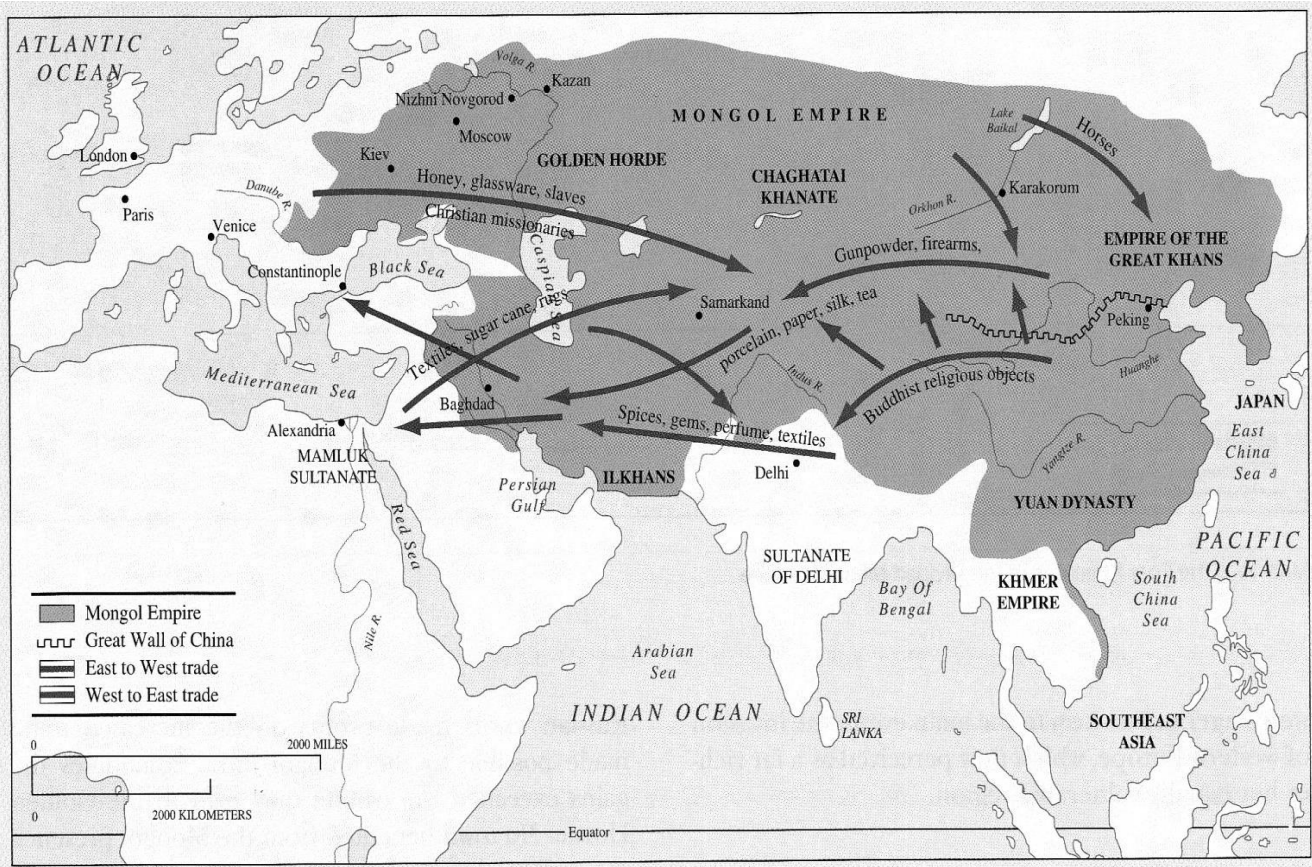 ATLANTIC
OCEAN
Volga R.
Kazan
Nizhni Novgorod
Moscow
MONGOL EMPIRE
Lake
Baikal
Horses
London
Kiev
GOLDEN HORDE
CHAGHATAI
KHANATE
Karakorum
Paris
Danube R.
Honey, glassware, slaves
Christian missionaries
Orkhon R.
Venice
Gunpowder, firearms,
EMPIRE OF THE
GREAT KHANS
Constantinople
Black Sea
Caspian Sea
Samarkand
porcelain, paper, silk, tea
Peking
Textiles, sugar cane, rugs
Mediterranean Sea
Baghdad
Indus R.
Buddhist religious objects
Huanghe
JAPAN
Alexandria
MAMLUK
SULTANATE
Spices, gems, perfume, textiles
East
China
Sea
ILKHANS
Delhi
Yangtze R.
Persian
Gulf
YUAN DYNASTY
Red Sea
PACIFIC
OCEAN
SULTANATE
OF DELHI
Bay Of
Bengal
KHMER
EMPIRE
South
China
Sea
Mongol Empire
Great Wall of China
East to West trade
West to East trade
Nile R.
Arabian
Sea
INDIAN OCEAN
SRI
LANKA
SOUTHEAST
ASIA
0
2000 MILES
0
2000 KILOMETERS
Equator